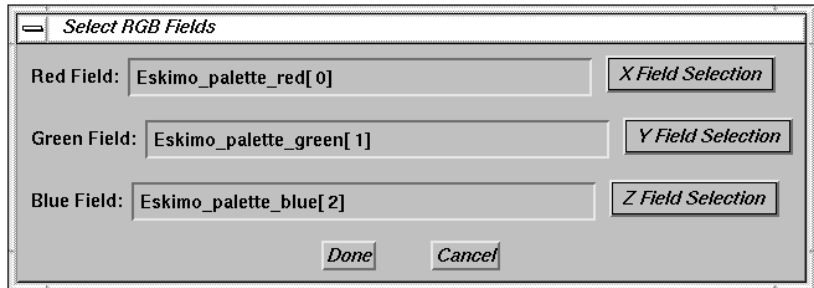 Select RGB Fields
Red Field: Eskimo_palette_red[ 0] X Field Selection
Green Field: Eskimo_palette_green[ 1] Y Field Selection
Blue Field: Eskimo_palette_blue[ 2] Z Field Selection
Done Cancel